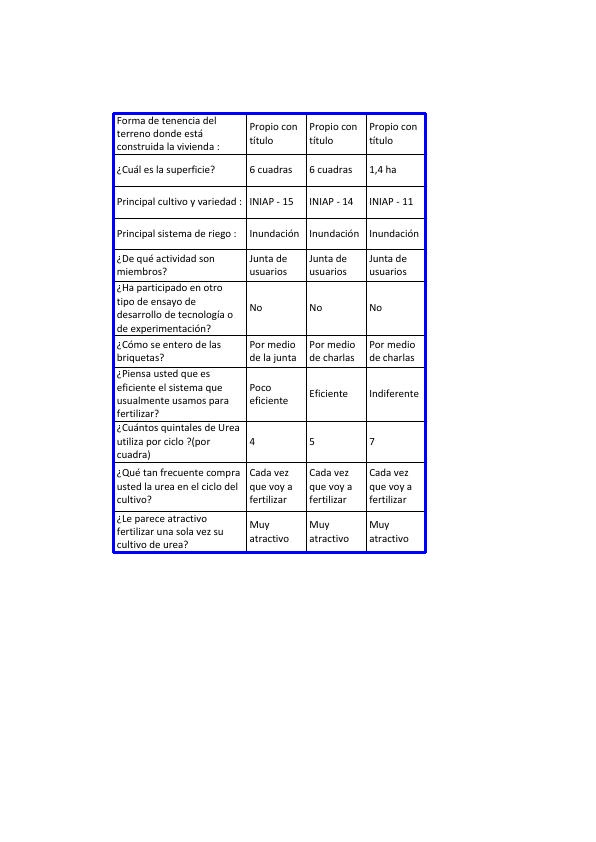 Forma de tenencia del
terreno donde está
construida la vivienda :
Propio con
título
Propio con
título
Propio con
título
¿Cuál es la superficie?
6 cuadras
6 cuadras
1,4 ha
Principal cultivo y variedad :
INIAP - 15
INIAP - 14
INIAP - 11
Principal sistema de riego :
Inundación
Inundación
Inundación
¿De qué actividad son
miembros?
Junta de
usuarios
Junta de
usuarios
Junta de
usuarios
¿Ha participado en otro
tipo de ensayo de
desarrollo de tecnología o
de experimentación?
No
No
No
¿Cómo se entero de las
briquetas?
Por medio
de la junta
Por medio
de charlas
Por medio
de charlas
¿Piensa usted que es
eficiente el sistema que
usualmente usamos para
fertilizar?
Poco
eficiente
Eficiente
Indiferente
¿Cuántos quintales de Urea
utiliza por ciclo ?(por
cuadra)
4
5
7
¿Qué tan frecuente compra
usted la urea en el ciclo del
cultivo?
Cada vez
que voy a
fertilizar
Cada vez
que voy a
fertilizar
Cada vez
que voy a
fertilizar
¿Le parece atractivo
fertilizar una sola vez su
cultivo de urea?
Muy
atractivo
Muy
atractivo
Muy
atractivo